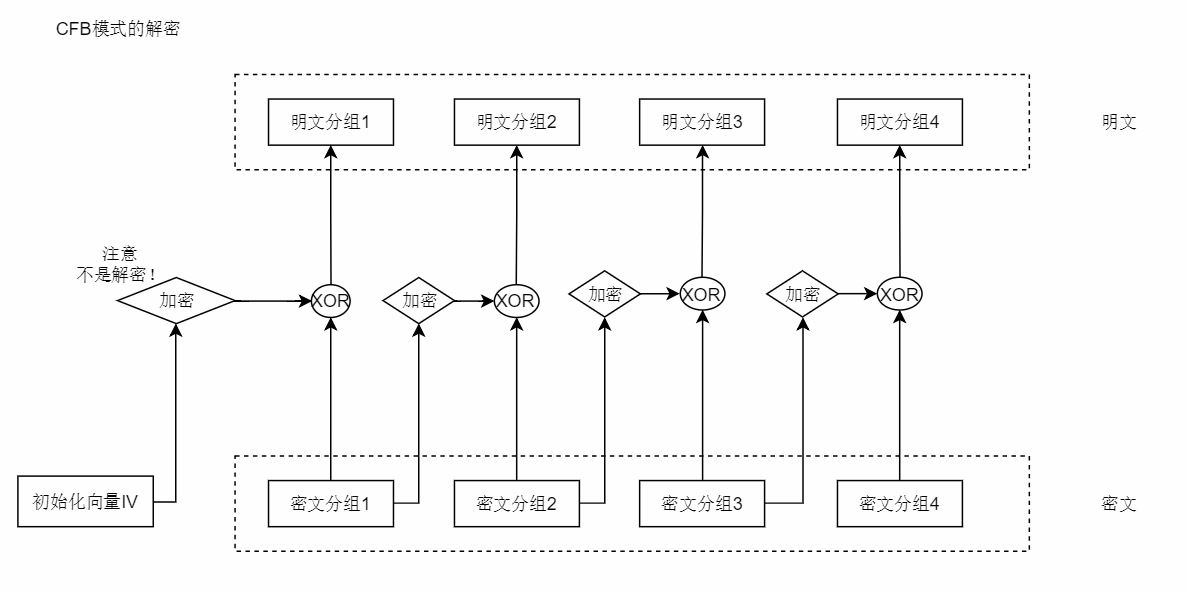 CFB模式的解密
明文分组1
明文分组2
明文分组3
明文分组4
明文
注意
不是解密！
加密
XOR
加密
XOR
加密
XOR
加密
XOR
初始化向量IV
密文分组1
密文分组2
密文分组3
密文分组4
密文